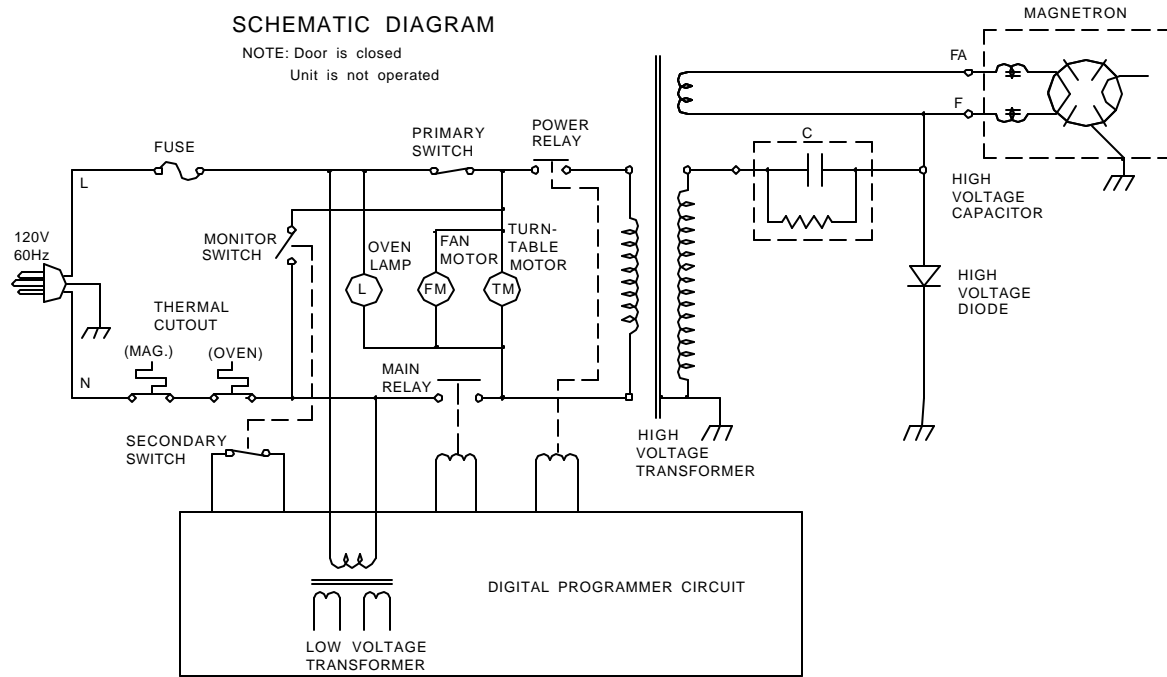 SCHEMATIC DIAGRAM
NOTE: Door is closed
Unit is not operated
MAGNETRON
FA
F
FUSE
PRIMARY
SWITCH
POWER
RELAY
C
L
HIGH
VOLTAGE
CAPACITOR
120V
60Hz
MONITOR
SWITCH
OVEN
LAMP
FAN
MOTOR
TURN-
TABLE
MOTOR
L
FM
TM
HIGH
VOLTAGE
DIODE
THERMAL
CUTOUT
(MAG.)
(OVEN)
N
MAIN
RELAY
SECONDARY
SWITCH
HIGH
VOLTAGE
TRANSFORMER
DIGITAL PROGRAMMER CIRCUIT
LOW VOLTAGE
TRANSFORMER